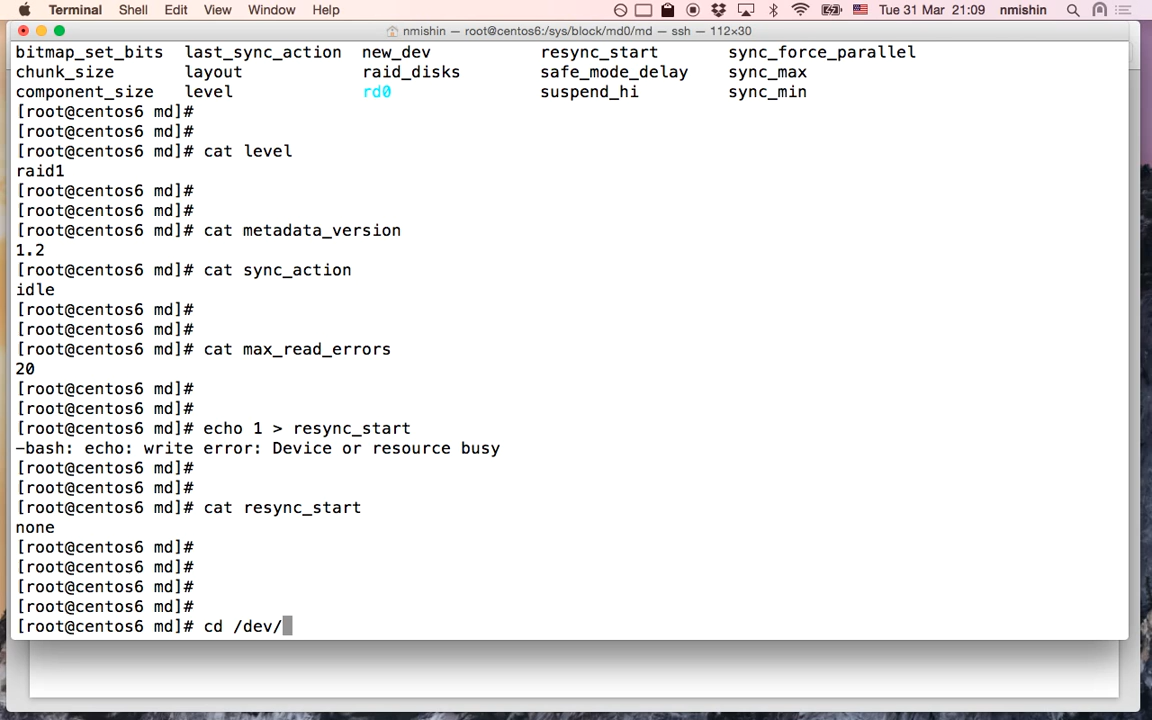 Terminal Shell Edit View Window Help Tue 31 Mar 21:09 nmishin
nmishin — root@centos6:/sys/block/md0/md — ssh — 112×30
bitmap_set_bits last_sync_action new_dev resync_start sync_force_parallel
chunk_size layout raid_disks safe_mode_delay sync_max
component_size level rd0 suspend_hi sync_min
[root@centos6 md]#
[root@centos6 md]#
[root@centos6 md]# cat level
raid1
[root@centos6 md]#
[root@centos6 md]#
[root@centos6 md]# cat metadata_version
1.2
[root@centos6 md]# cat sync_action
idle
[root@centos6 md]#
[root@centos6 md]#
[root@centos6 md]# cat max_read_errors
20
[root@centos6 md]#
[root@centos6 md]#
[root@centos6 md]# echo 1 > resync_start
-bash: echo: write error: Device or resource busy
[root@centos6 md]#
[root@centos6 md]#
[root@centos6 md]# cat resync_start
none
[root@centos6 md]#
[root@centos6 md]#
[root@centos6 md]#
[root@centos6 md]#
[root@centos6 md]# cd /dev/